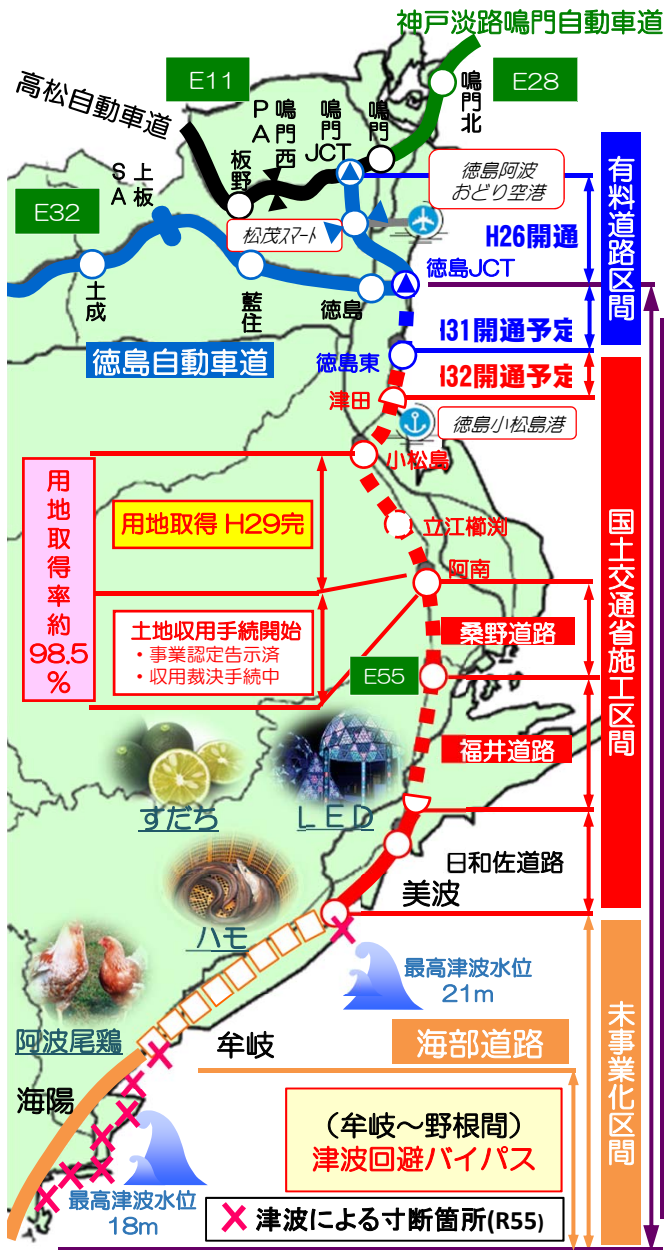 神戸淡路鳴門自動車道
E11
E28
高松自動車道
鳴門西PA
鳴門JCT
鳴門
鳴門北
板野
上板SA
E32
松茂スマート
徳島阿波
おどり空港
有料道路区間
H26開通
土成
藍住
徳島
徳島JCT
徳島自動車道
H31開通予定
徳島東
H32開通予定
津田
徳島小松島港
小松島
用地取得率約98.5%
用地取得 H29完
立江櫛渕
国土交通省施工区間
阿南
土地収用手続開始
・事業認定告示済
・収用裁決手続中
桑野道路
E55
福井道路
すだち
LED
日和佐道路
美波
ハモ
最高津波水位
21m
阿波尾鶏
牟岐
海部道路
未事業化区間
海陽
(牟岐～野根間)
津波回避バイパス
最高津波水位
18m
津波による寸断箇所(R55)